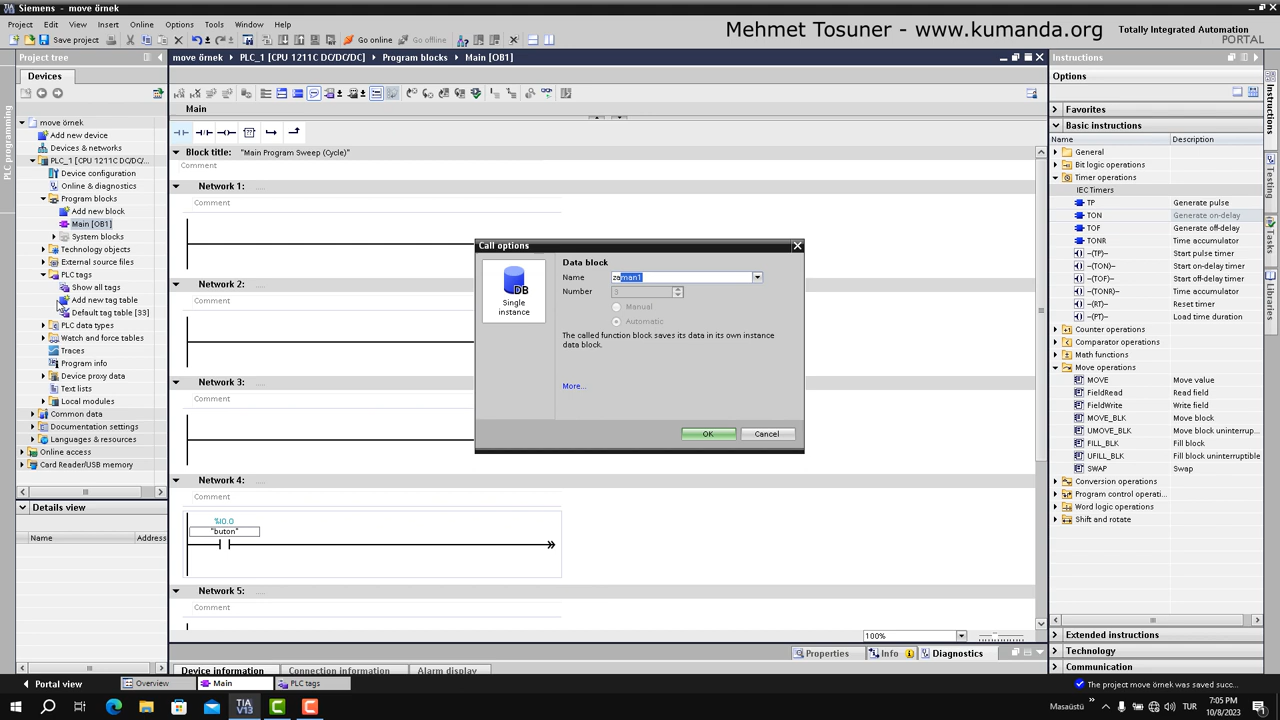 Siemens - move örnek
Project Edit View Insert Online Options Tools Window Help
Mehmet Tosuner - www.kumanda.org
Totally Integrated Automation
PORTAL
Save project
Go online
Go offline
Project tree
move örnek ▸ PLC_1 [CPU 1211C DC/DC/DC] ▸ Program blocks ▸ Main [OB1]
Instructions
Devices
Options
PLC programming
Main
Block title: "Main Program Sweep (Cycle)"
Comment
Network 1: .....
Comment
Network 2: .....
Comment
Network 3: .....
Comment
Network 4: .....
Comment
%I0.0
"buton"
Network 5: .....
Comment
100%
move örnek
Add new device
Devices & networks
PLC_1 [CPU 1211C DC/DC/...
Device configuration
Online & diagnostics
Program blocks
Add new block
Main [OB1]
System blocks
Technology objects
External source files
PLC tags
Show all tags
Add new tag table
Default tag table [33]
PLC data types
Watch and force tables
Traces
Program info
Device proxy data
Text lists
Local modules
Common data
Documentation settings
Languages & resources
Online access
Card Reader/USB memory
Details view
Name Address
Call options
Data block
Name zaman1
Number 3
Manual
Automatic
DB
Single
instance
The called function block saves its data in its own instance
data block.
More...
OK Cancel
Favorites
Basic instructions
Name Description
General
Bit logic operations
Timer operations
IEC Timers
TP Generate pulse
TON Generate on-delay
TOF Generate off-delay
TONR Time accumulator
–(TP)– Start pulse timer
–(TON)– Start on-delay timer
–(TOF)– Start off-delay timer
–(TONR)– Time accumulator
–(RT)– Reset timer
–(PT)– Load time duration
Counter operations
Comparator operations
Math functions
Move operations
MOVE Move value
FieldRead Read field
FieldWrite Write field
MOVE_BLK Move block
UMOVE_BLK Move block uninterrup...
FILL_BLK Fill block
UFILL_BLK Fill block uninterruptible
SWAP Swap
Conversion operations
Program control operati...
Word logic operations
Shift and rotate
Extended instructions
Technology
Communication
Instructions
Testing
Tasks
Libraries
Properties Info Diagnostics
Device information Connection information Alarm display
Portal view Overview Main PLC tags
The project move örnek was saved succ...
TIA
V13
Masaüstü
TUR
7:05 PM
10/8/2023